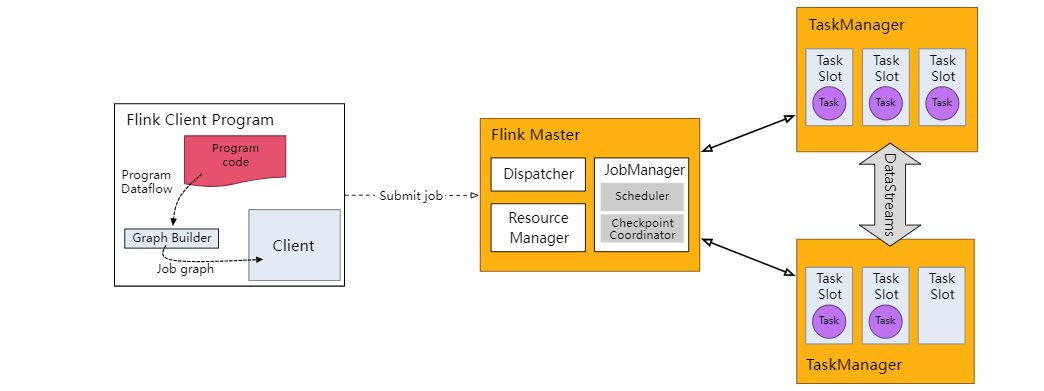 Flink Client Program
Program
code
Program
Dataflow
Graph Builder
Job graph
Client
Submit job
Flink Master
Dispatcher
Resource
Manager
JobManager
Scheduler
Checkpoint
Coordinator
TaskManager
Task
Slot
Task
Task
Slot
Task
Task
Slot
Task
DataStreams
Task
Slot
Task
Task
Slot
Task
Task
Slot
TaskManager